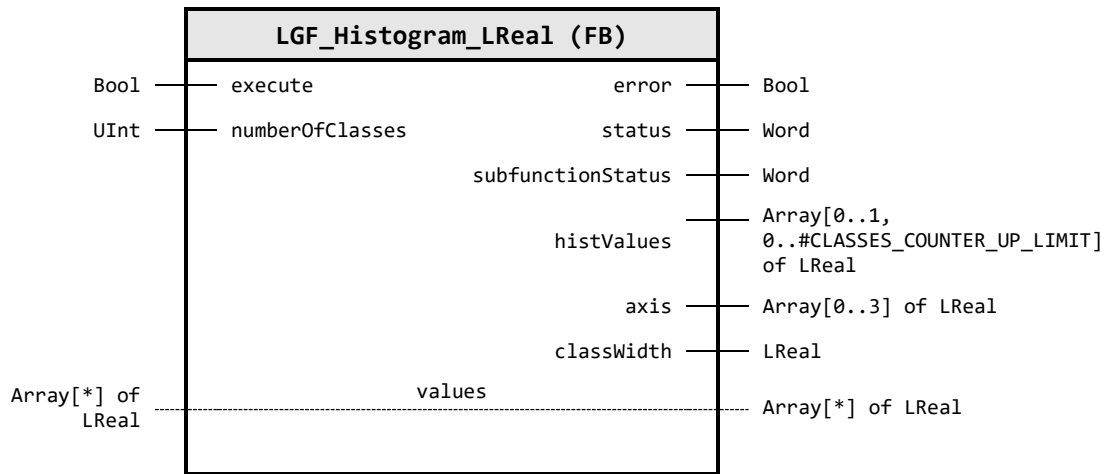 LGF_Histogram_LReal (FB)
Bool execute error Bool
UInt numberOfClasses status Word
subfunctionStatus Word
histValues Array[0..1,
0..#CLASSES_COUNTER_UP_LIMIT]
of LReal
axis Array[0..3] of LReal
classWidth LReal
Array[*] of
LReal
values
Array[*] of LReal